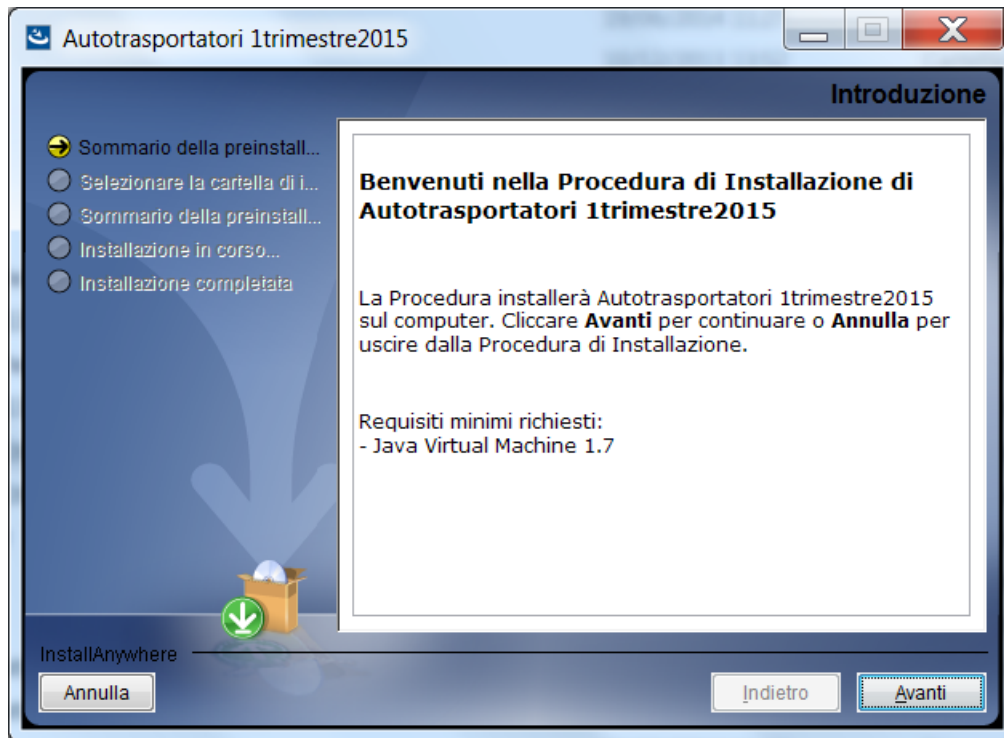 Autotrasportatori 1trimestre2015
Introduzione
Sommario della preinstall...
Selezionare la cartella di i...
Sommario della preinstall...
Installazione in corso...
Installazione completata
Benvenuti nella Procedura di Installazione di
Autotrasportatori 1trimestre2015
La Procedura installerà Autotrasportatori 1trimestre2015
sul computer. Cliccare Avanti per continuare o Annulla per
uscire dalla Procedura di Installazione.
Requisiti minimi richiesti:
- Java Virtual Machine 1.7
InstallAnywhere
Annulla
Indietro
Avanti